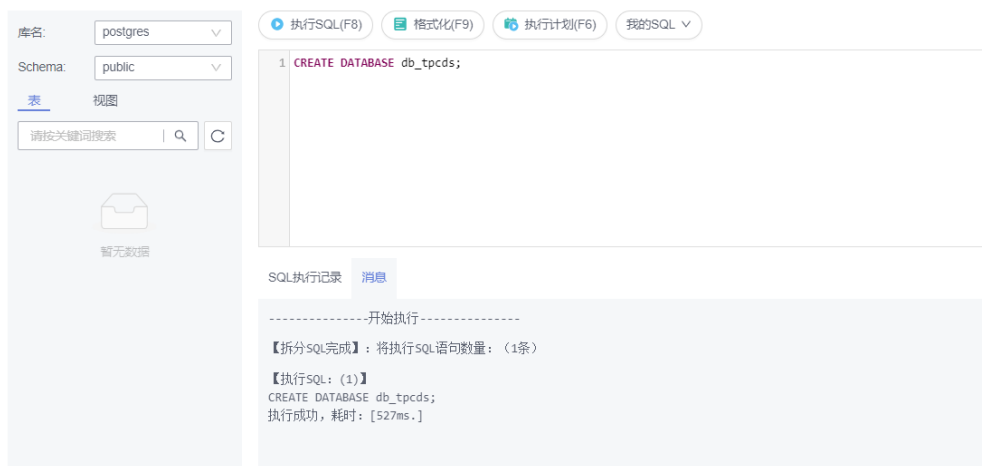 库名: postgres
Schema: public
表 视图
请按关键词搜索
暂无数据
执行SQL(F8) 格式化(F9) 执行计划(F6) 我的SQL
1 CREATE DATABASE db_tpcds;
SQL执行记录 消息
---------------开始执行---------------
【拆分SQL完成】：将执行SQL语句数量：（1条）
【执行SQL：(1)】
CREATE DATABASE db_tpcds;
执行成功，耗时：[527ms.]